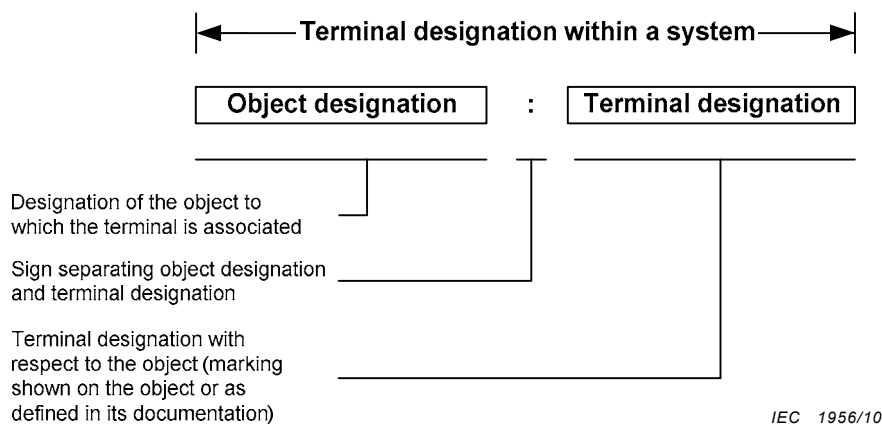 Terminal designation within a system
Object designation : Terminal designation
Designation of the object to
which the terminal is associated
Sign separating object designation
and terminal designation
Terminal designation with
respect to the object (marking
shown on the object or as
defined in its documentation)
IEC 1956/10